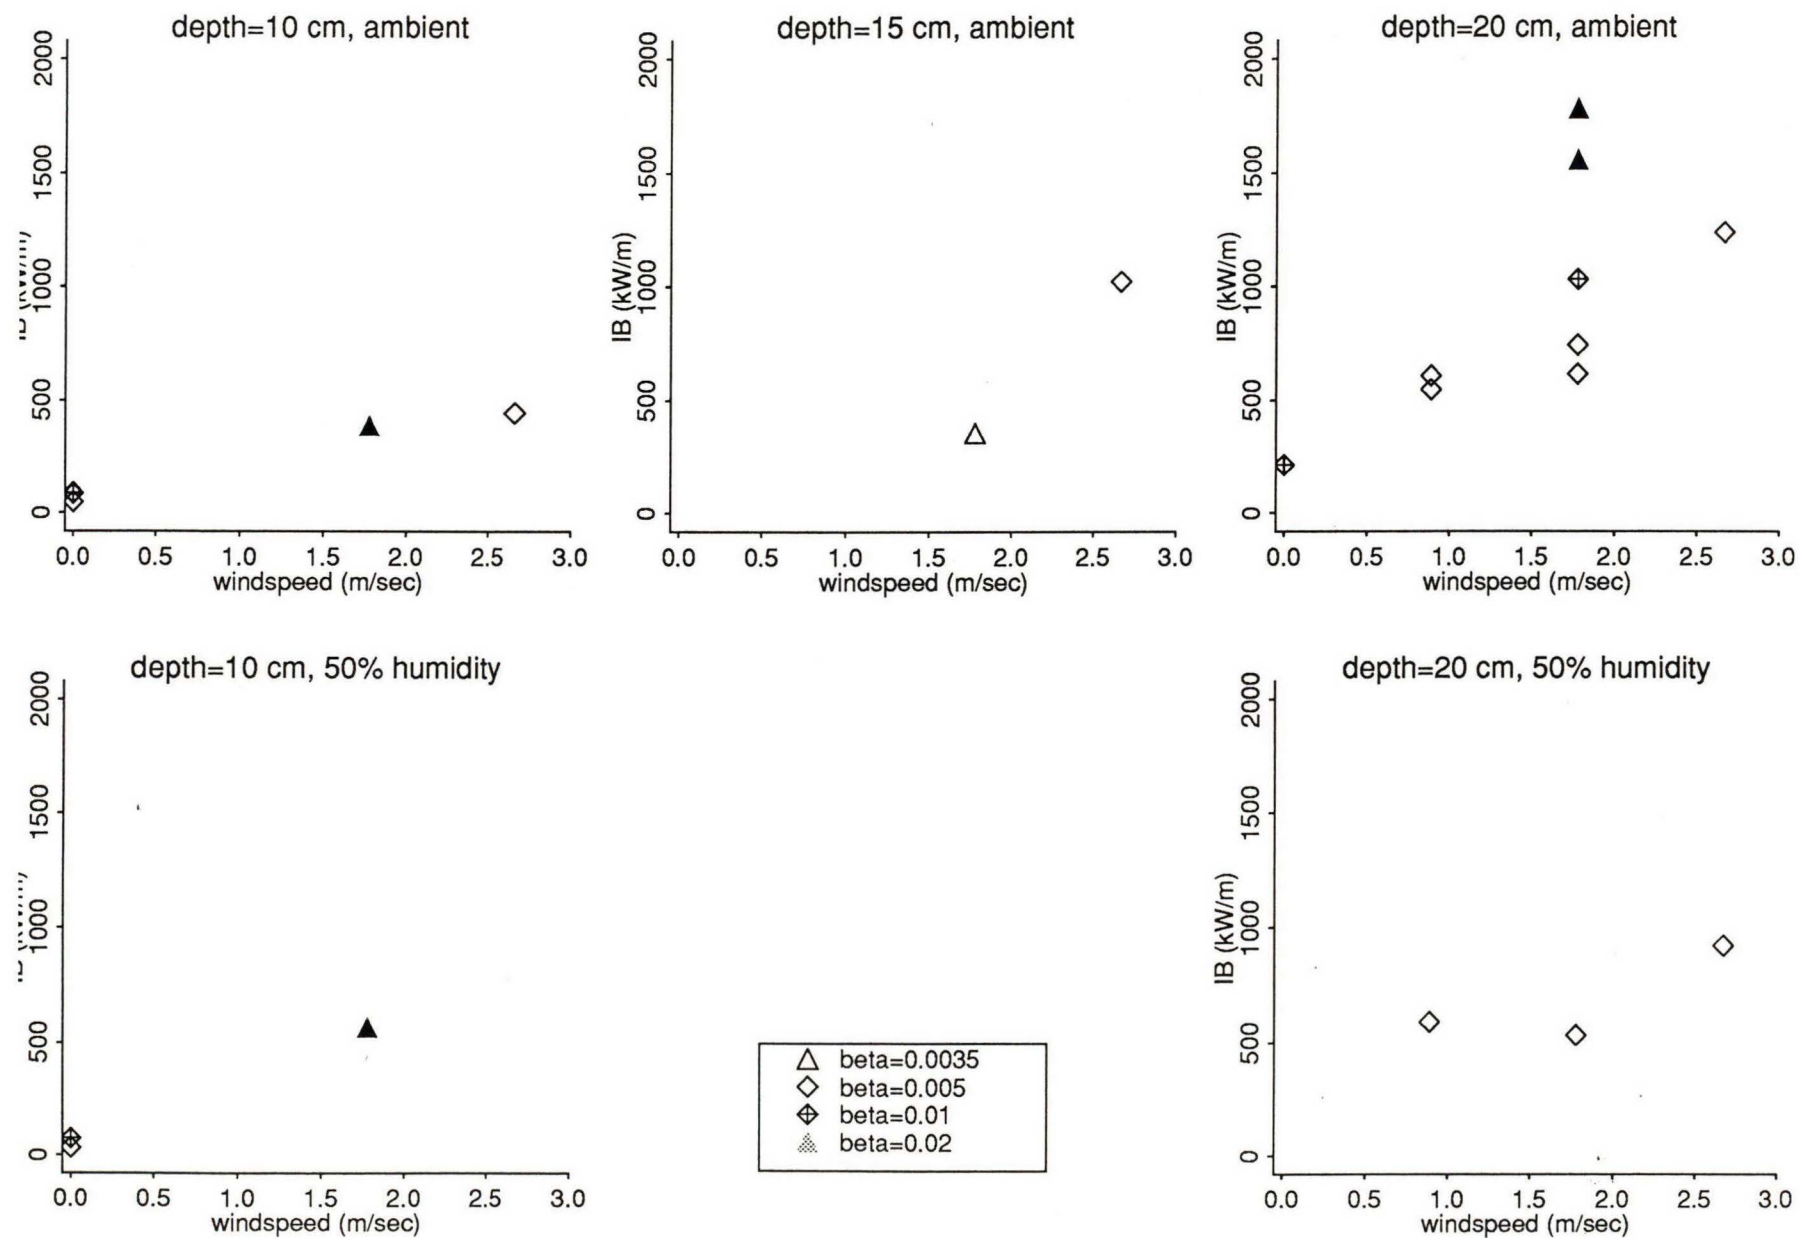 depth=10 cm, ambient
2000
1500
1000
500
0
0.0 0.5 1.0 1.5 2.0 2.5 3.0
windspeed (m/sec)
depth=15 cm, ambient
IB (kW/m)
2000
1500
1000
500
0
0.0 0.5 1.0 1.5 2.0 2.5 3.0
windspeed (m/sec)
depth=20 cm, ambient
IB (kW/m)
2000
1500
1000
500
0
0.0 0.5 1.0 1.5 2.0 2.5 3.0
windspeed (m/sec)
depth=10 cm, 50% humidity
2000
1500
1000
500
0
0.0 0.5 1.0 1.5 2.0 2.5 3.0
windspeed (m/sec)
beta=0.0035
beta=0.005
beta=0.01
beta=0.02
depth=20 cm, 50% humidity
IB (kW/m)
2000
1500
1000
500
0
0.0 0.5 1.0 1.5 2.0 2.5 3.0
windspeed (m/sec)